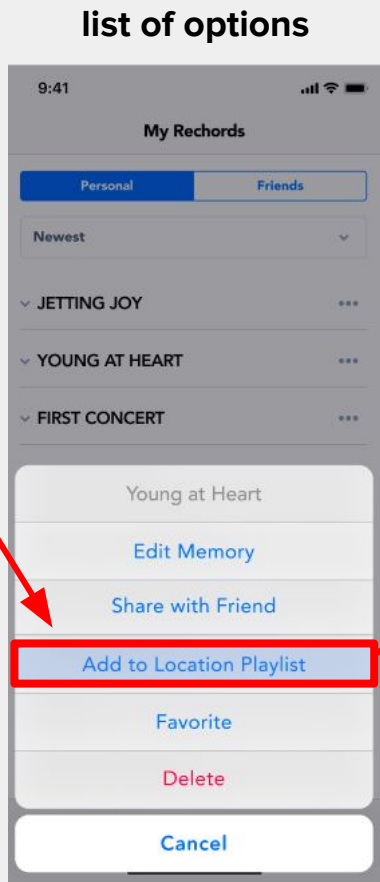 list of options
9:41
My Rechords
Personal Friends
Newest
JETTING JOY
YOUNG AT HEART
FIRST CONCERT
Young at Heart
Edit Memory
Share with Friend
Add to Location Playlist
Favorite
Delete
Cancel